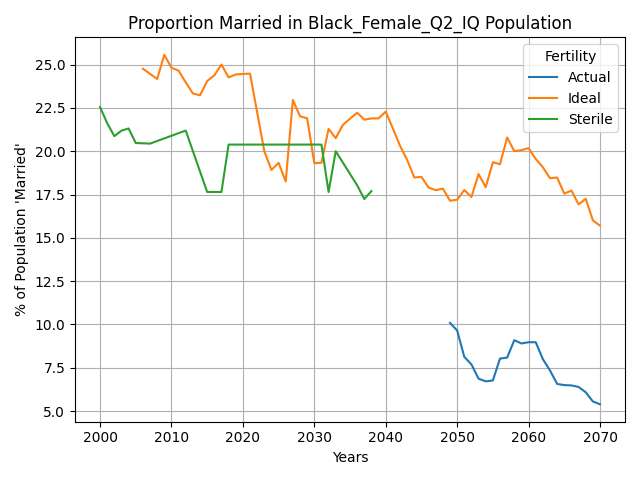 Proportion Married in Black_Female_Q2_IQ Population
% of Population 'Married'
25.0
22.5
20.0
17.5
15.0
12.5
10.0
7.5
5.0
Fertility
Actual
Ideal
Sterile
2000 2010 2020 2030 2040 2050 2060 2070
Years